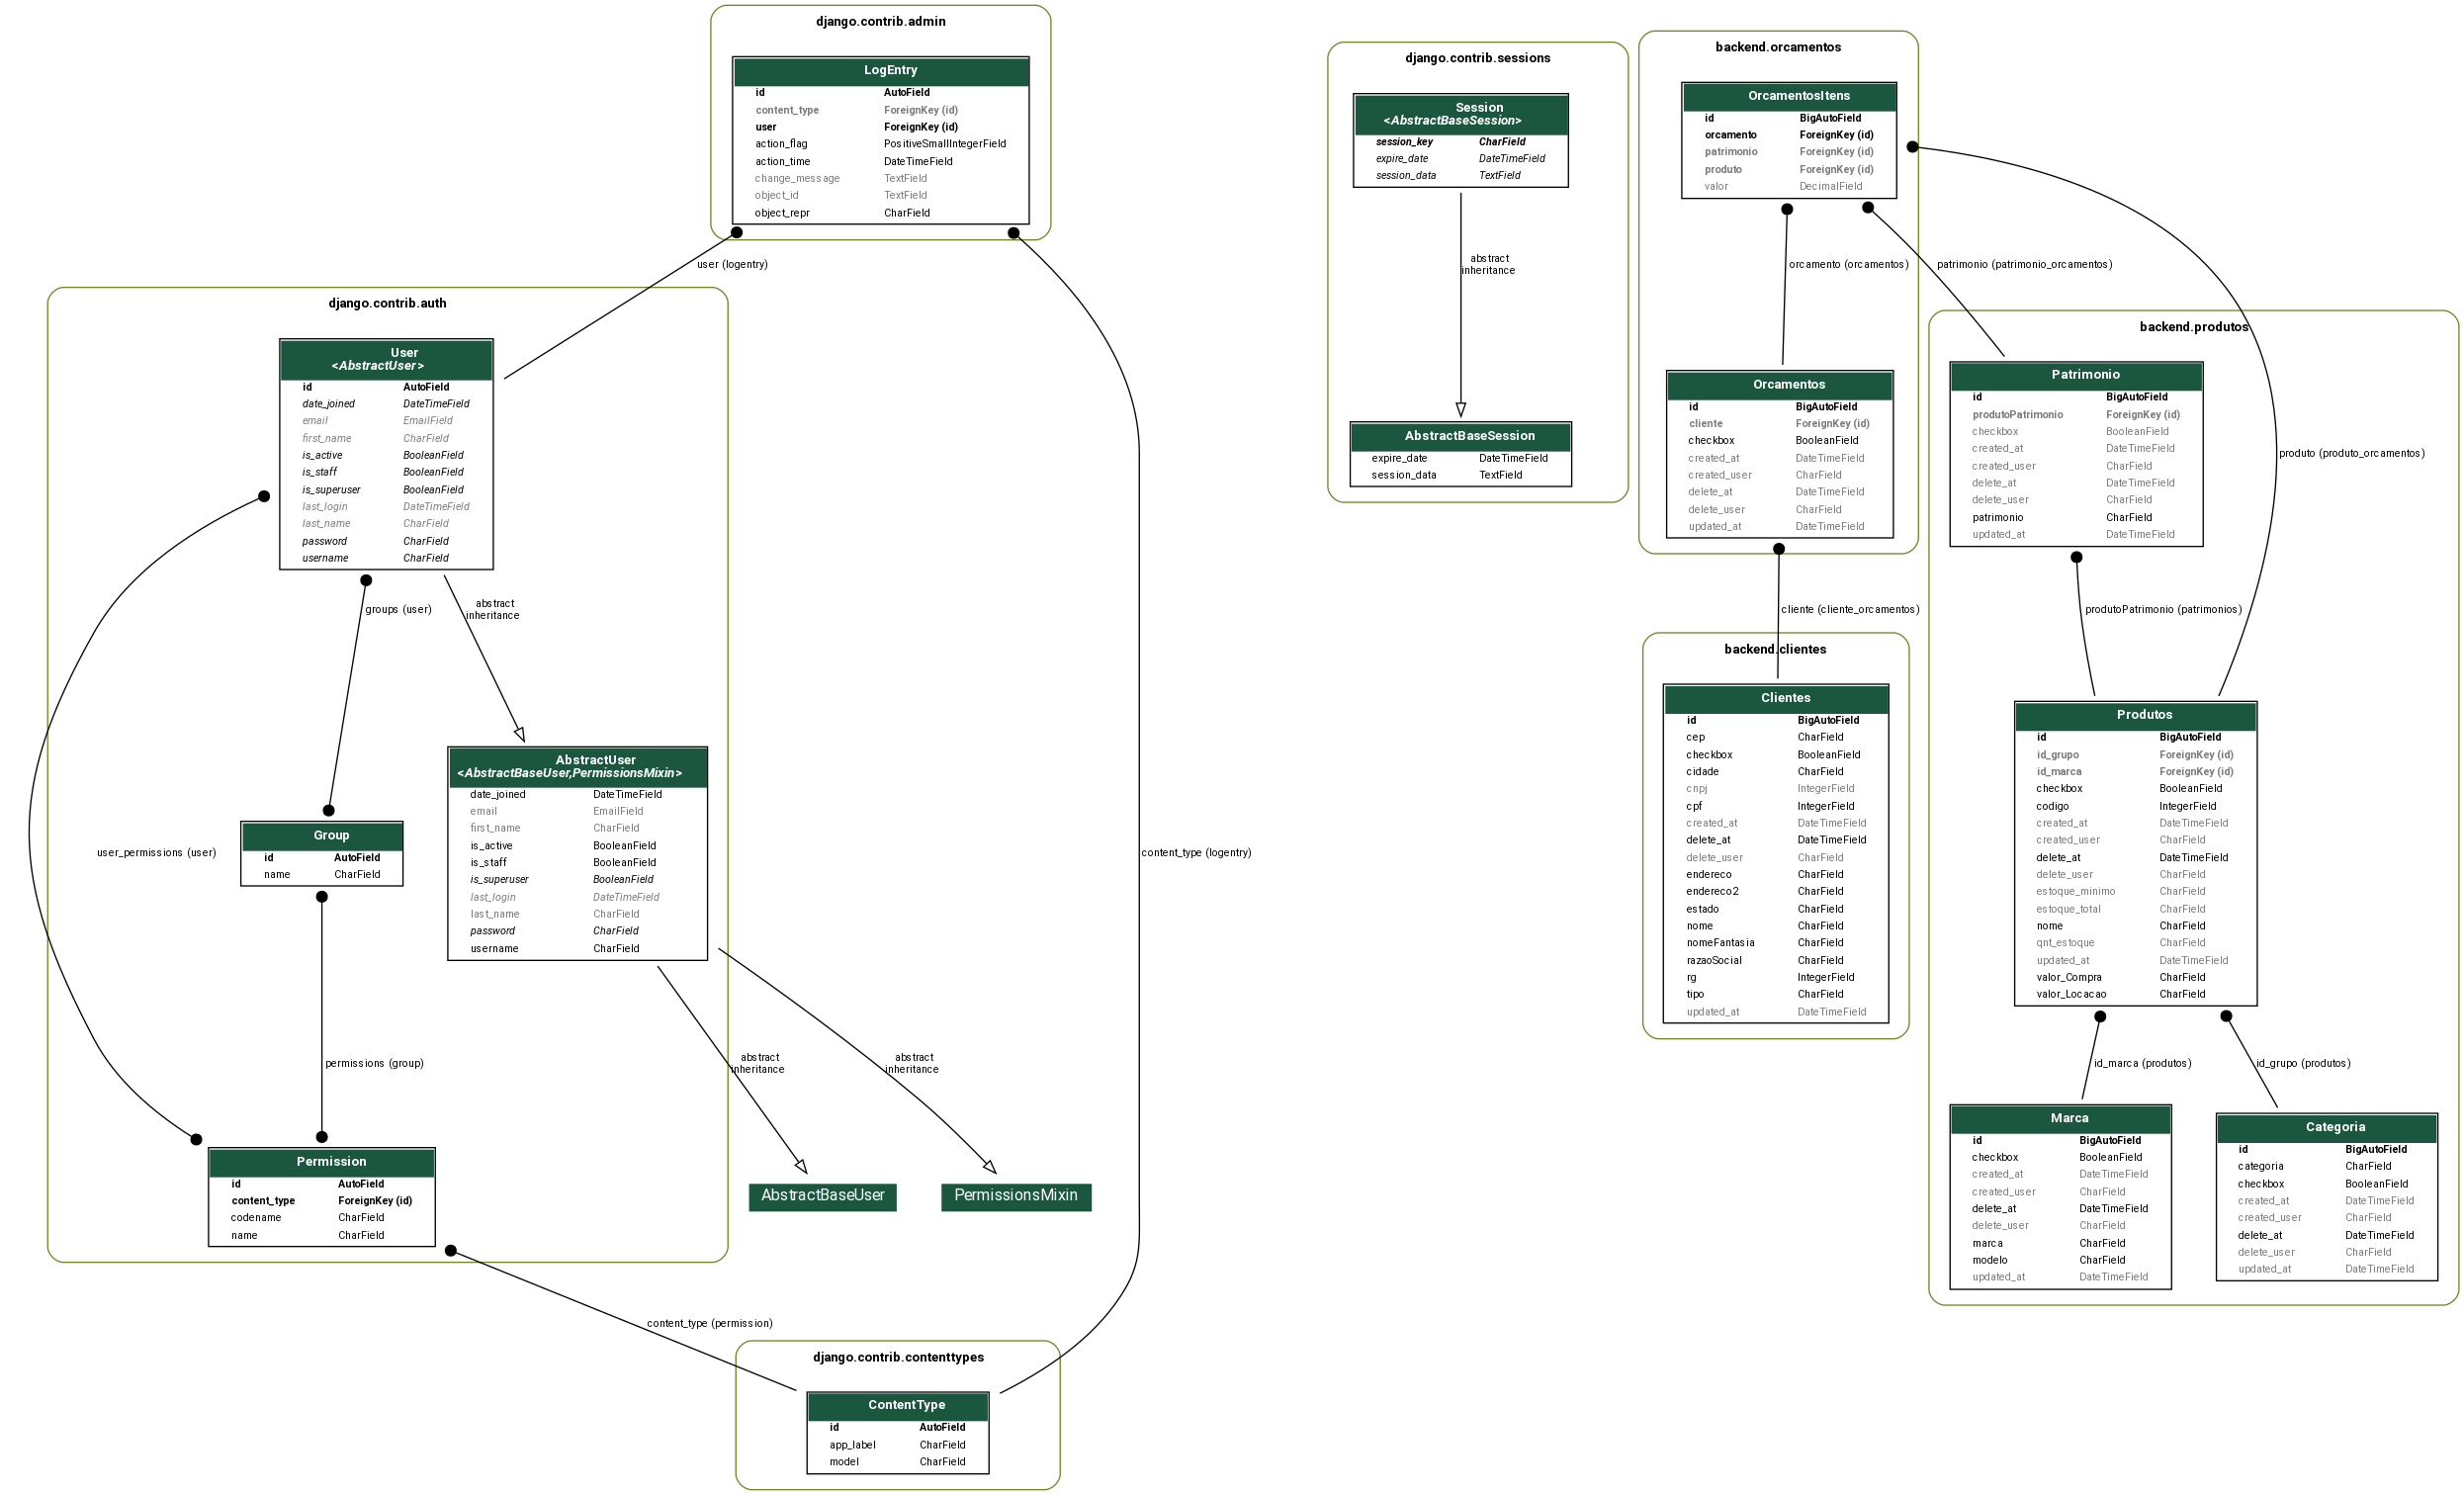 django.contrib.admin
LogEntry
id AutoField
content_type ForeignKey (id)
user ForeignKey (id)
action_flag PositiveSmallIntegerField
action_time DateTimeField
change_message TextField
object_id TextField
object_repr CharField
user (logentry)
content_type (logentry)
django.contrib.auth
User
<AbstractUser>
id AutoField
date_joined DateTimeField
email EmailField
first_name CharField
is_active BooleanField
is_staff BooleanField
is_superuser BooleanField
last_login DateTimeField
last_name CharField
password CharField
username CharField
groups (user)
abstract
inheritance
user_permissions (user)
AbstractUser
<AbstractBaseUser,PermissionsMixin>
date_joined DateTimeField
email EmailField
first_name CharField
is_active BooleanField
is_staff BooleanField
is_superuser BooleanField
last_login DateTimeField
last_name CharField
password CharField
username CharField
Group
id AutoField
name CharField
permissions (group)
abstract
inheritance
abstract
inheritance
AbstractBaseUser
PermissionsMixin
Permission
id AutoField
content_type ForeignKey (id)
codename CharField
name CharField
content_type (permission)
django.contrib.contenttypes
ContentType
id AutoField
app_label CharField
model CharField
django.contrib.sessions
Session
<AbstractBaseSession>
session_key CharField
expire_date DateTimeField
session_data TextField
abstract
inheritance
AbstractBaseSession
expire_date DateTimeField
session_data TextField
backend.orcamentos
OrcamentosItens
id BigAutoField
orcamento ForeignKey (id)
patrimonio ForeignKey (id)
produto ForeignKey (id)
valor DecimalField
orcamento (orcamentos)
patrimonio (patrimonio_orcamentos)
produto (produto_orcamentos)
Orcamentos
id BigAutoField
cliente ForeignKey (id)
checkbox BooleanField
created_at DateTimeField
created_user CharField
delete_at DateTimeField
delete_user CharField
updated_at DateTimeField
cliente (cliente_orcamentos)
backend.clientes
Clientes
id BigAutoField
cep CharField
checkbox BooleanField
cidade CharField
cnpj IntegerField
cpf IntegerField
created_at DateTimeField
delete_at DateTimeField
delete_user CharField
endereco CharField
endereco2 CharField
estado CharField
nome CharField
nomeFantasia CharField
razaoSocial CharField
rg IntegerField
tipo CharField
updated_at DateTimeField
backend.produtos
Patrimonio
id BigAutoField
produtoPatrimonio ForeignKey (id)
checkbox BooleanField
created_at DateTimeField
created_user CharField
delete_at DateTimeField
delete_user CharField
patrimonio CharField
updated_at DateTimeField
produtoPatrimonio (patrimonios)
Produtos
id BigAutoField
id_grupo ForeignKey (id)
id_marca ForeignKey (id)
checkbox BooleanField
codigo IntegerField
created_at DateTimeField
created_user CharField
delete_at DateTimeField
delete_user CharField
estoque_minimo CharField
estoque_total CharField
nome CharField
qnt_estoque CharField
updated_at DateTimeField
valor_Compra CharField
valor_Locacao CharField
id_marca (produtos)
id_grupo (produtos)
Marca
id BigAutoField
checkbox BooleanField
created_at DateTimeField
created_user CharField
delete_at DateTimeField
delete_user CharField
marca CharField
modelo CharField
updated_at DateTimeField
Categoria
id BigAutoField
categoria CharField
checkbox BooleanField
created_at DateTimeField
created_user CharField
delete_at DateTimeField
delete_user CharField
updated_at DateTimeField